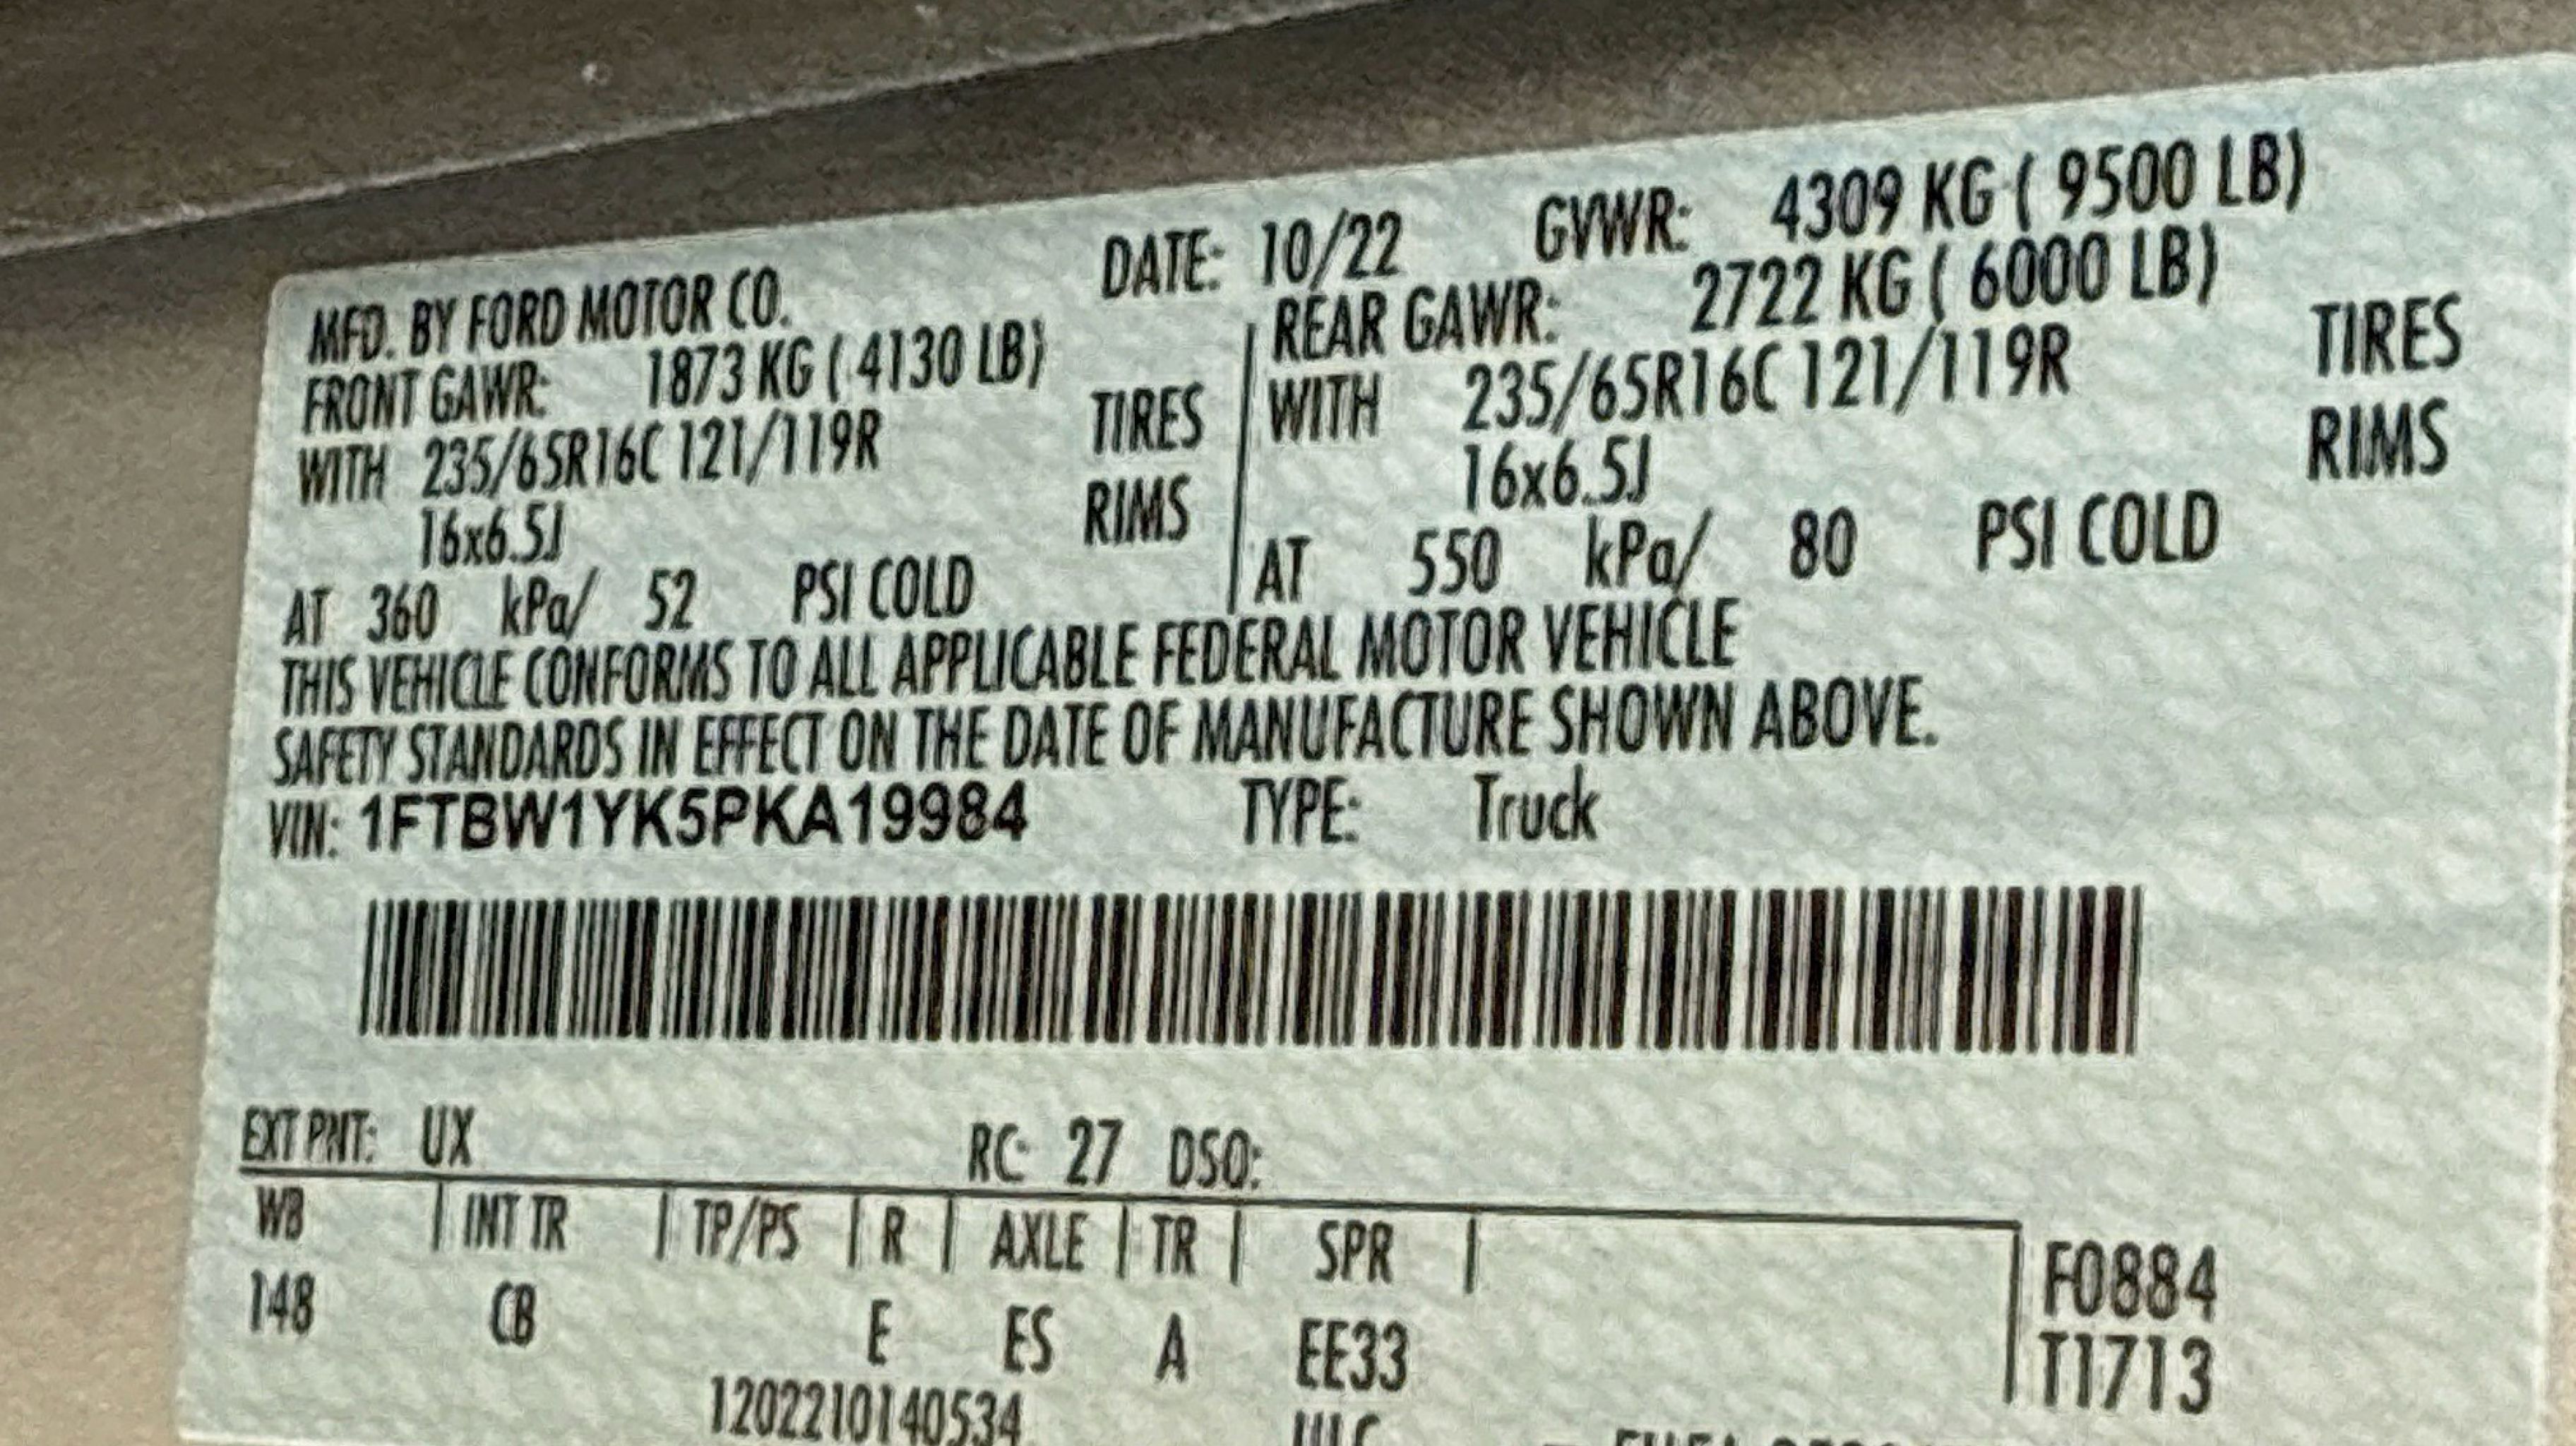 MFD. BY FORD MOTOR CO. DATE: 10/22 GVWR: 4309 KG ( 9500 LB)
FRONT GAWR: 1873 KG ( 4130 LB) REAR GAWR: 2722 KG ( 6000 LB)
WITH 235/65R16C 121/119R TIRES WITH 235/65R16C 121/119R TIRES
16x6.5J RIMS 16x6.5J RIMS
AT 360 kPa/ 52 PSI COLD AT 550 kPa/ 80 PSI COLD
THIS VEHICLE CONFORMS TO ALL APPLICABLE FEDERAL MOTOR VEHICLE
SAFETY STANDARDS IN EFFECT ON THE DATE OF MANUFACTURE SHOWN ABOVE.
VIN: 1FTBW1YK5PKA19984 TYPE: Truck
EXT PNT: UX RC: 27 DSO:
WB | INT TR | TP/PS | R | AXLE | TR | SPR |
F0884
148 CB E ES A EE33
T1713
1202210140534